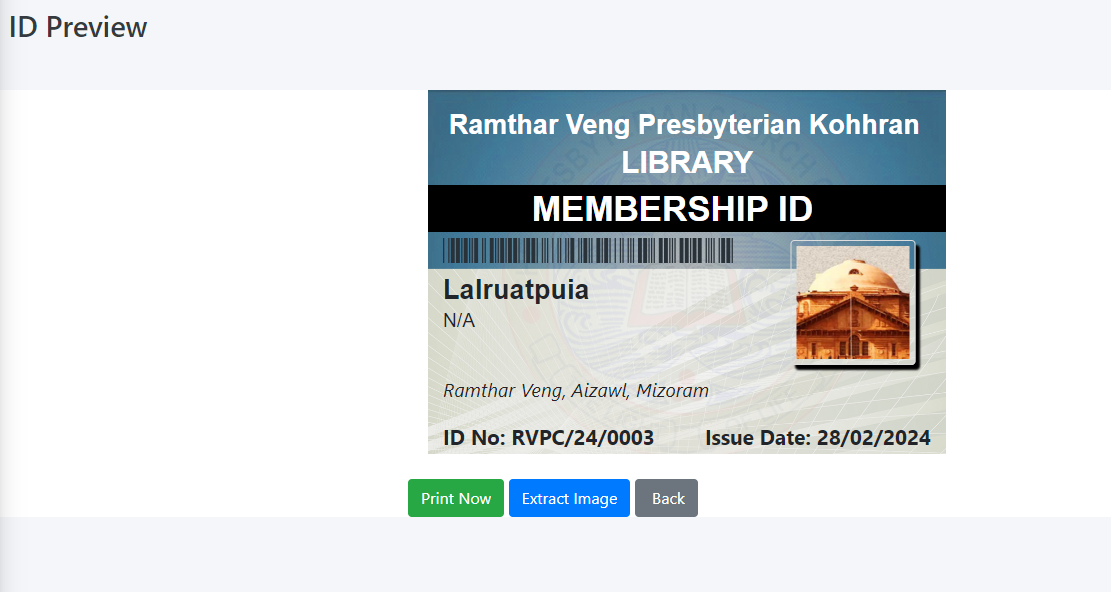 ID Preview
Ramthar Veng Presbyterian Kohhran
LIBRARY
MEMBERSHIP ID
Lalruatpuia
N/A
Ramthar Veng, Aizawl, Mizoram
ID No: RVPC/24/0003 Issue Date: 28/02/2024
Print Now Extract Image Back